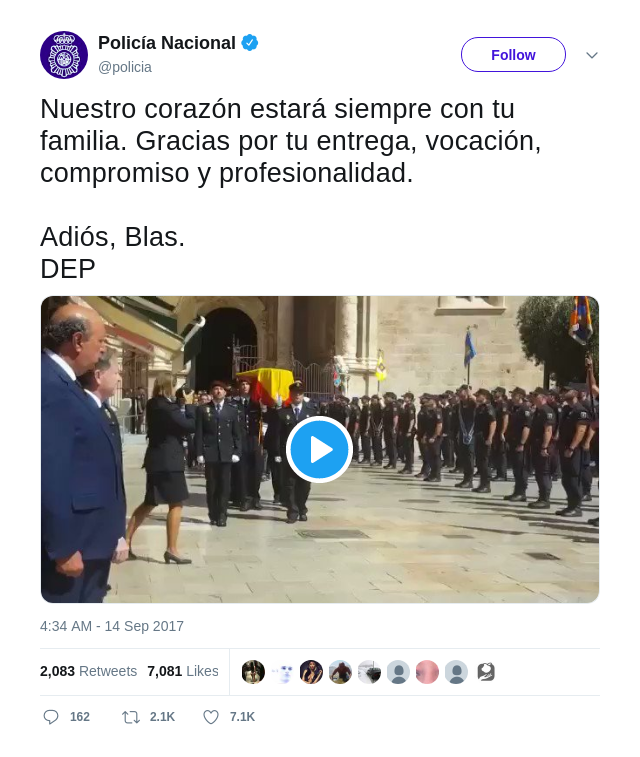 Policía Nacional
@policia
Follow
Nuestro corazón estará siempre con tu
familia. Gracias por tu entrega, vocación,
compromiso y profesionalidad.
Adiós, Blas.
DEP
4:34 AM - 14 Sep 2017
2,083 Retweets 7,081 Likes
162 2.1K 7.1K